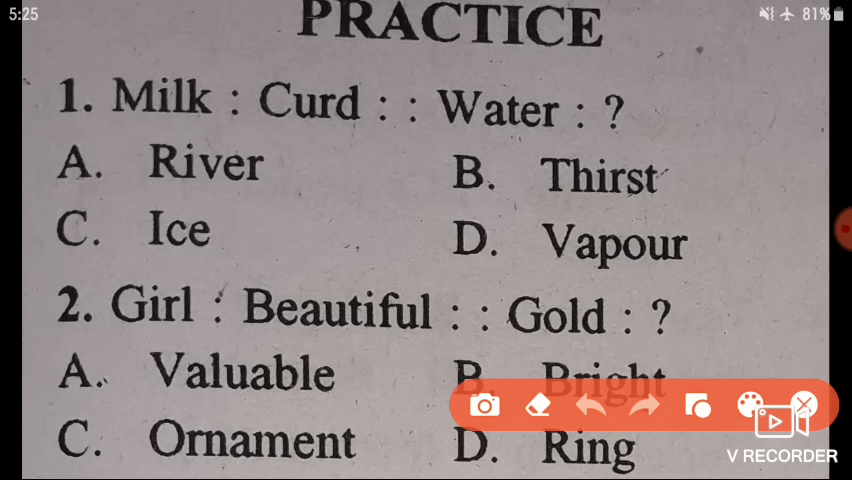 5:25
81%
PRACTICE
1. Milk : Curd : : Water : ?
A. River B. Thirst
C. Ice D. Vapour
2. Girl : Beautiful : : Gold : ?
A. Valuable B. Bright
C. Ornament D. Ring
V RECORDER